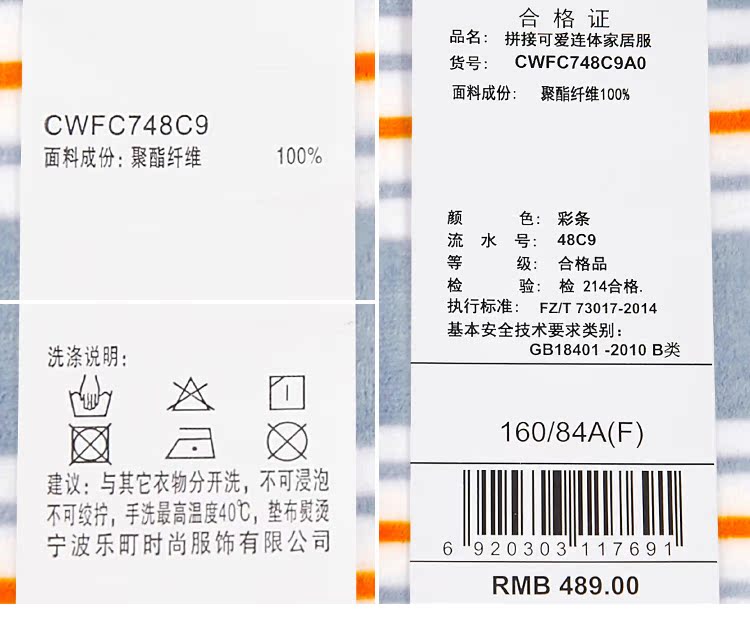 CWFC748C9
面料成份: 聚酯纤维 100%
洗涤说明:
建议: 与其它衣物分开洗, 不可浸泡
不可绞拧, 手洗最高温度40℃, 垫布熨烫
宁波乐町时尚服饰有限公司
合格证
品名: 拼接可爱连体家居服
货号: CWFC748C9A0
面料成份: 聚酯纤维100%
颜色: 彩条
流水号: 48C9
等级: 合格品
检验: 检 214合格.
执行标准: FZ/T 73017-2014
基本安全技术要求类别:
GB18401 -2010 B类
160/84A(F)
6 920303 117691
RMB 489.00